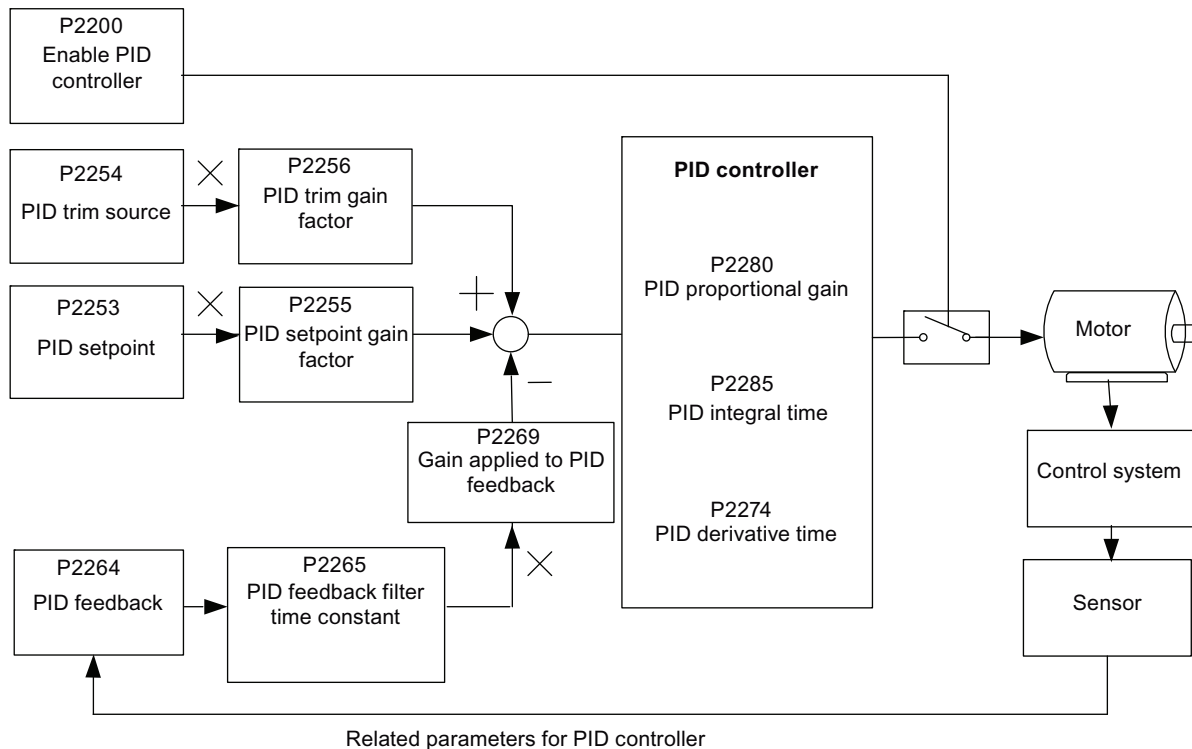 P2200
Enable PID
controller
P2254
PID trim source
P2256
PID trim gain
factor
P2253
PID setpoint
P2255
PID setpoint gain
factor
P2269
Gain applied to PID
feedback
P2264
PID feedback
P2265
PID feedback filter
time constant
PID controller
P2280
PID proportional gain
P2285
PID integral time
P2274
PID derivative time
Motor
Control system
Sensor
Related parameters for PID controller